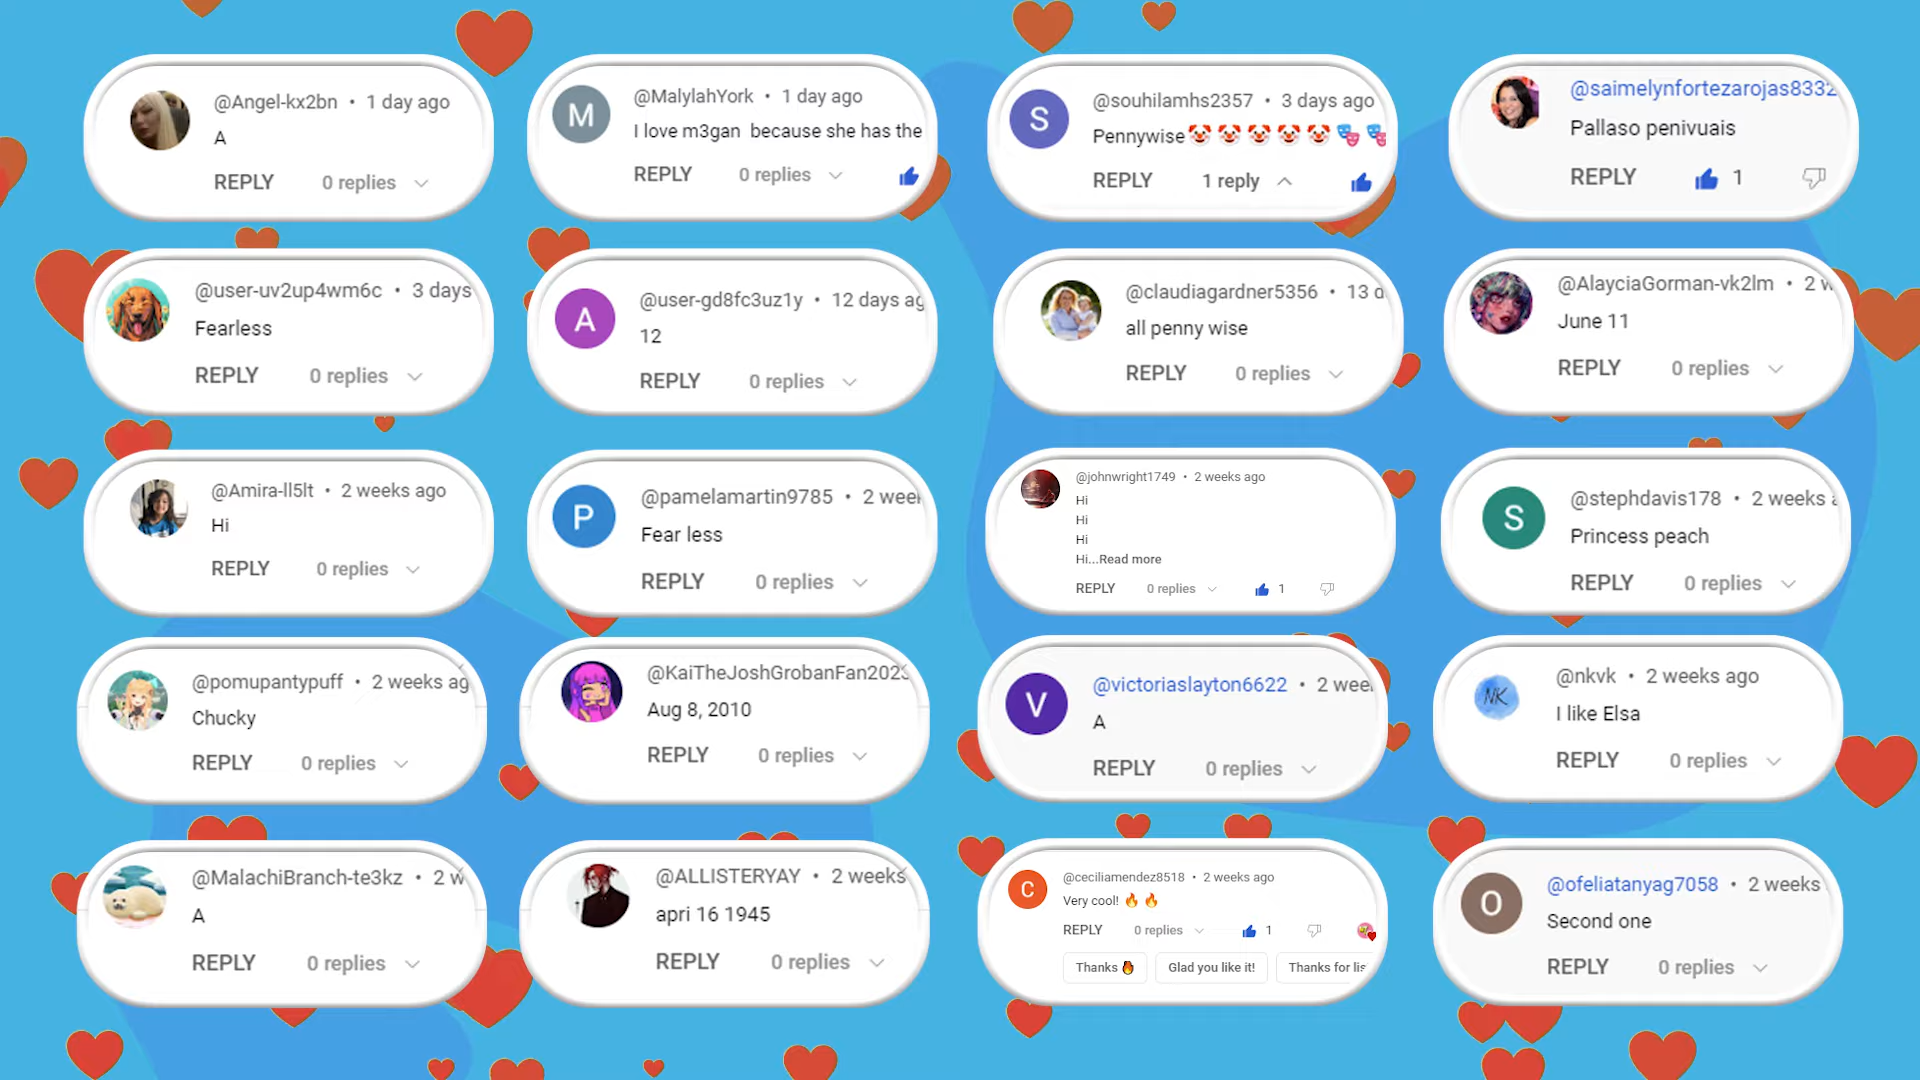 @Angel-kx2bn • 1 day ago
A
REPLY 0 replies
M
@MalylahYork • 1 day ago
I love m3gan because she has the
REPLY 0 replies
S
@souhilamhs2357 • 3 days ago
Pennywise🤡🤡🤡🤡🤡🎭🎭
REPLY 1 reply
@saimelynfortezarojas8332
Pallaso penivuais
REPLY 1
@user-uv2up4wm6c • 3 days
Fearless
REPLY 0 replies
A
@user-gd8fc3uz1y • 12 days ag
12
REPLY 0 replies
@claudiagardner5356 • 13 d
all penny wise
REPLY 0 replies
@AlayciaGorman-vk2lm • 2 w
June 11
REPLY 0 replies
@Amira-ll5lt • 2 weeks ago
Hi
REPLY 0 replies
P
@pamelamartin9785 • 2 week
Fear less
REPLY 0 replies
@johnwright1749 • 2 weeks ago
Hi
Hi
Hi
Hi...Read more
REPLY 0 replies 1
S
@stephdavis178 • 2 weeks a
Princess peach
REPLY 0 replies
@pomupantypuff • 2 weeks ag
Chucky
REPLY 0 replies
@KaiTheJoshGrobanFan2023
Aug 8, 2010
REPLY 0 replies
V
@victoriaslayton6622 • 2 week
A
REPLY 0 replies
NK
@nkvk • 2 weeks ago
I like Elsa
REPLY 0 replies
@MalachiBranch-te3kz • 2 w
A
REPLY 0 replies
@ALLISTERYAY • 2 weeks
apri 16 1945
REPLY 0 replies
C
@ceciliamendez8518 • 2 weeks ago
Very cool! 🔥 🔥
REPLY 0 replies 1
Thanks 🔥 Glad you like it! Thanks for lis
O
@ofeliatanyag7058 • 2 weeks
Second one
REPLY 0 replies